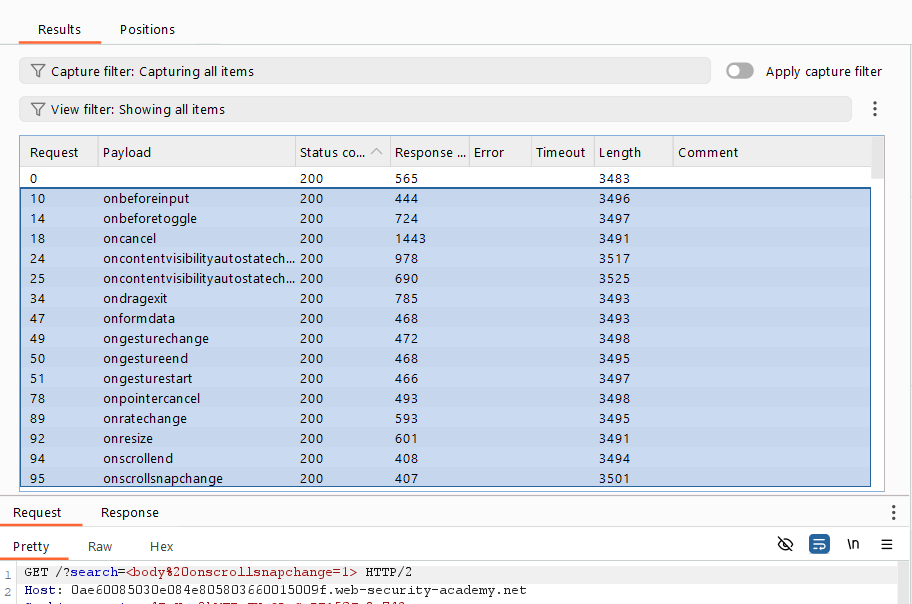 Results Positions
Capture filter: Capturing all items Apply capture filter
View filter: Showing all items
Request Payload Status co... Response ... Error Timeout Length Comment
0 200 565 3483
10 onbeforeinput 200 444 3496
14 onbeforetoggle 200 724 3497
18 oncancel 200 1443 3491
24 oncontentvisibilityautostatech... 200 978 3517
25 oncontentvisibilityautostatech... 200 690 3525
34 ondragexit 200 785 3493
47 onformdata 200 468 3493
49 ongesturechange 200 472 3498
50 ongestureend 200 468 3495
51 ongesturestart 200 466 3497
78 onpointercancel 200 493 3498
89 onratechange 200 593 3495
92 onresize 200 601 3491
94 onscrollend 200 408 3494
95 onscrollsnapchange 200 407 3501
Request Response
Pretty Raw Hex \n
1 GET /?search=<body%20onscrollsnapchange=1> HTTP/2
2 Host: 0ae60085030e084e805803660015009f.web-security-academy.net